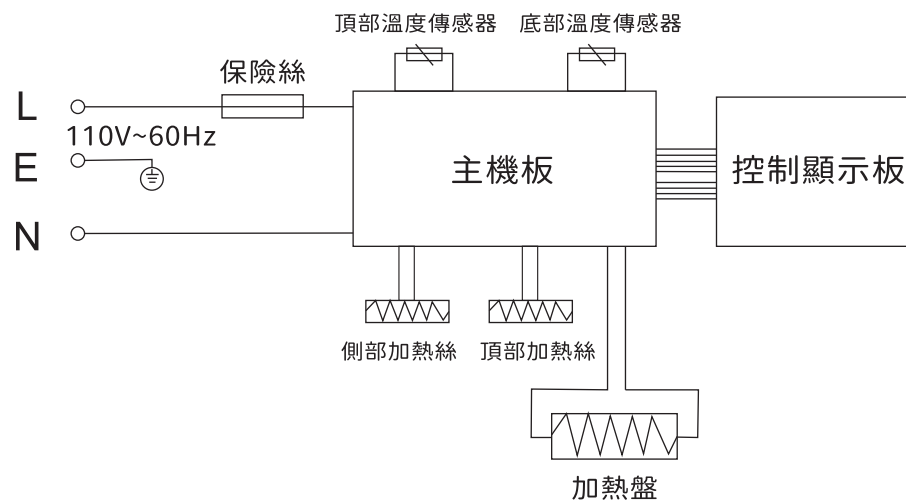 頂部溫度傳感器
底部溫度傳感器
保險絲
L
110V~60Hz
E
N
主機板
控制顯示板
側部加熱絲
頂部加熱絲
加熱盤